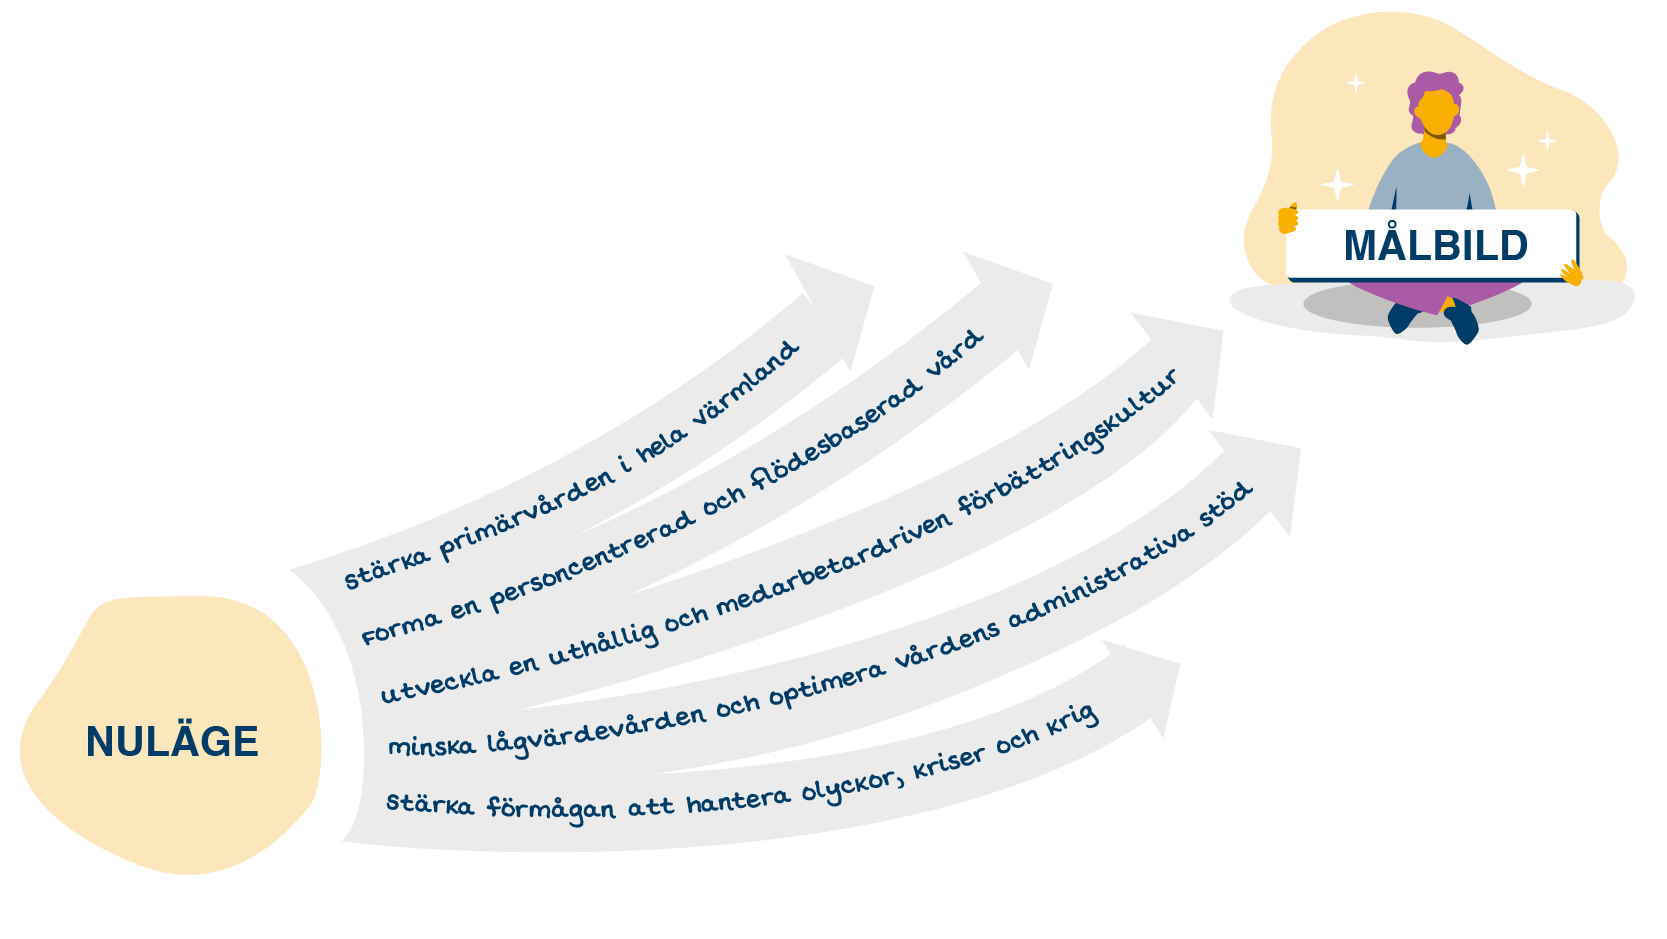 MÅLBILD
stärka primärvården i hela värmland
Forma en personcentrerad och flödesbaserad vård
utveckla en uthållig och medarbetardriven förbättringskultur
minska lågvärdevården och optimera vårdens administrativa stöd
Stärka förmågan att hantera olyckor, kriser och krig
NULÄGE